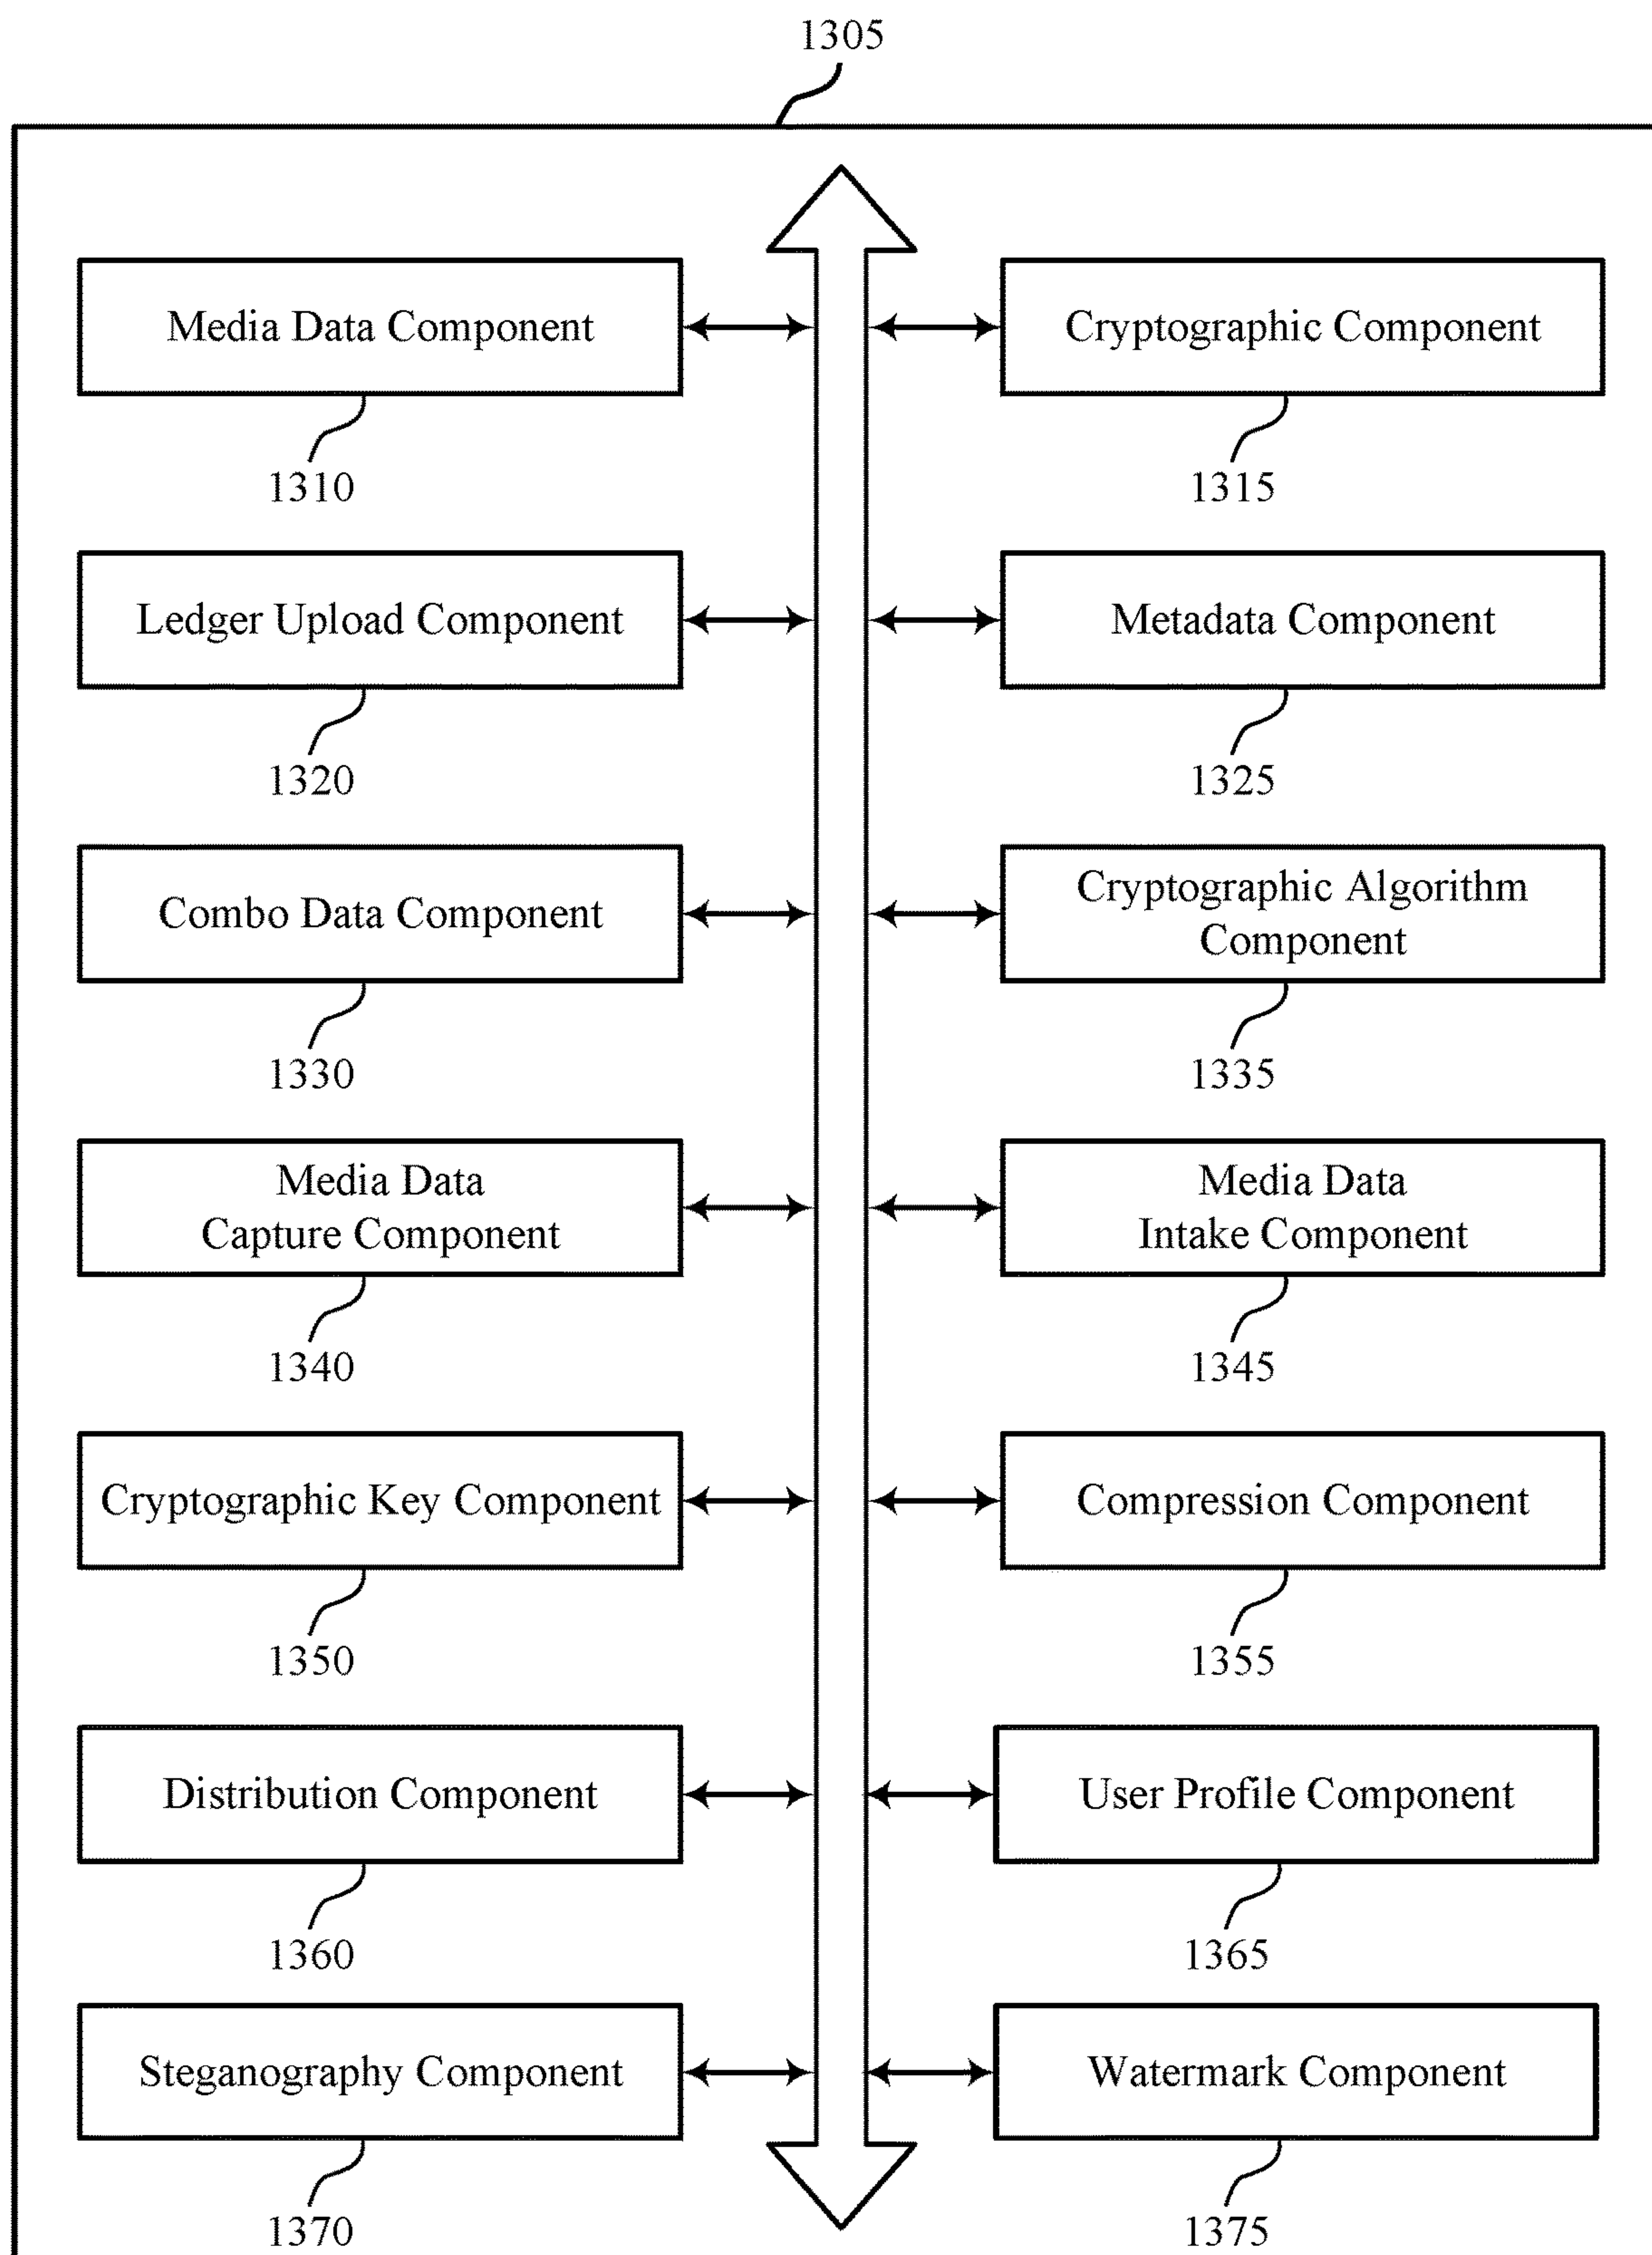 1305
Media Data Component
Cryptographic Component
1310
1315
Ledger Upload Component
Metadata Component
1320
1325
Combo Data Component
Cryptographic Algorithm
Component
1330
1335
Media Data
Capture Component
Media Data
Intake Component
1340
1345
Cryptographic Key Component
Compression Component
1350
1355
Distribution Component
User Profile Component
1360
1365
Steganography Component
Watermark Component
1370
1375